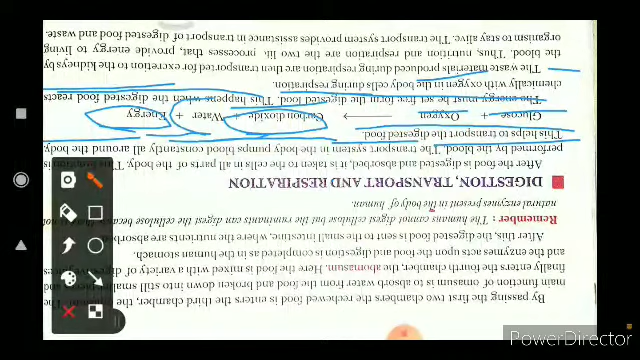 By passing the first two chambers the rechewed food is enters the third chamber, the
main function of omasum is to absorb water from the food and broken down into still smaller and
finally enters the fourth chamber, the abomasum. Here the food is mixed with a variety of digestive
and the enzymes acts upon the food and digestion is completed as in the human stomach.
After this, the digested food is sent to the small intestine, where the nutrients are
Remember : The humans cannot digest cellulose but the ruminants can digest the cellulose
natural enzymes present in the body of human.
DIGESTION, TRANSPORT AND RESPIRATION
After the food is digested and absorbed, it is taken to the cells in all parts of the body. This function is
performed by the blood. The transport system in the body pumps blood constantly all around the body.
This helps to transport the digested food.
Glucose + Oxygen ⟶ Carbon dioxide + Water + Energy
The energy must be set free form the digested food. This happens when the digested food reacts
chemically with oxygen in the body cells during respiration.
The waste materials produced during respiration are then transported for excretion to the kidneys by
the blood. Thus, nutrition and respiration are the two processes that, provide energy to living
organism to stay alive. The transport system provides assistance in transport of digested food and waste.
PowerDirector